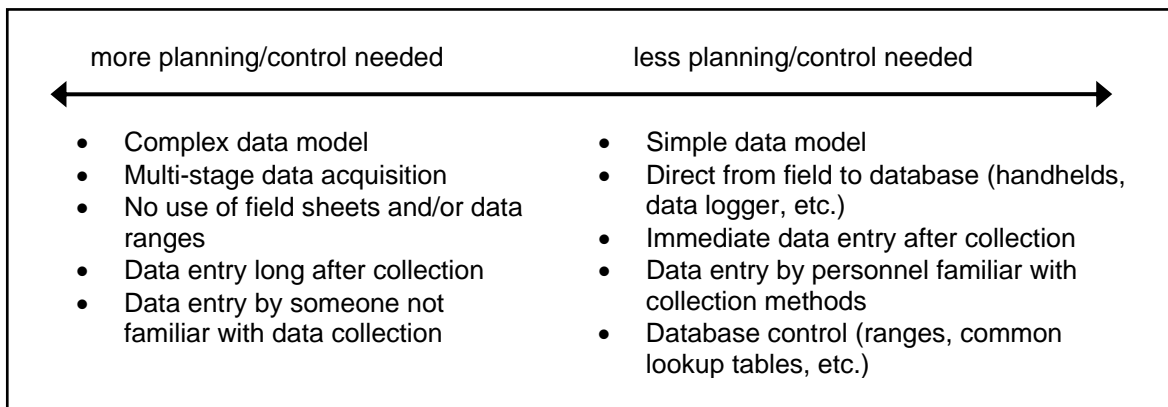 more planning/control needed
less planning/control needed
• Complex data model
• Multi-stage data acquisition
• No use of field sheets and/or data
ranges
• Data entry long after collection
• Data entry by someone not
familiar with data collection
• Simple data model
• Direct from field to database (handhelds,
data logger, etc.)
• Immediate data entry after collection
• Data entry by personnel familiar with
collection methods
• Database control (ranges, common
lookup tables, etc.)